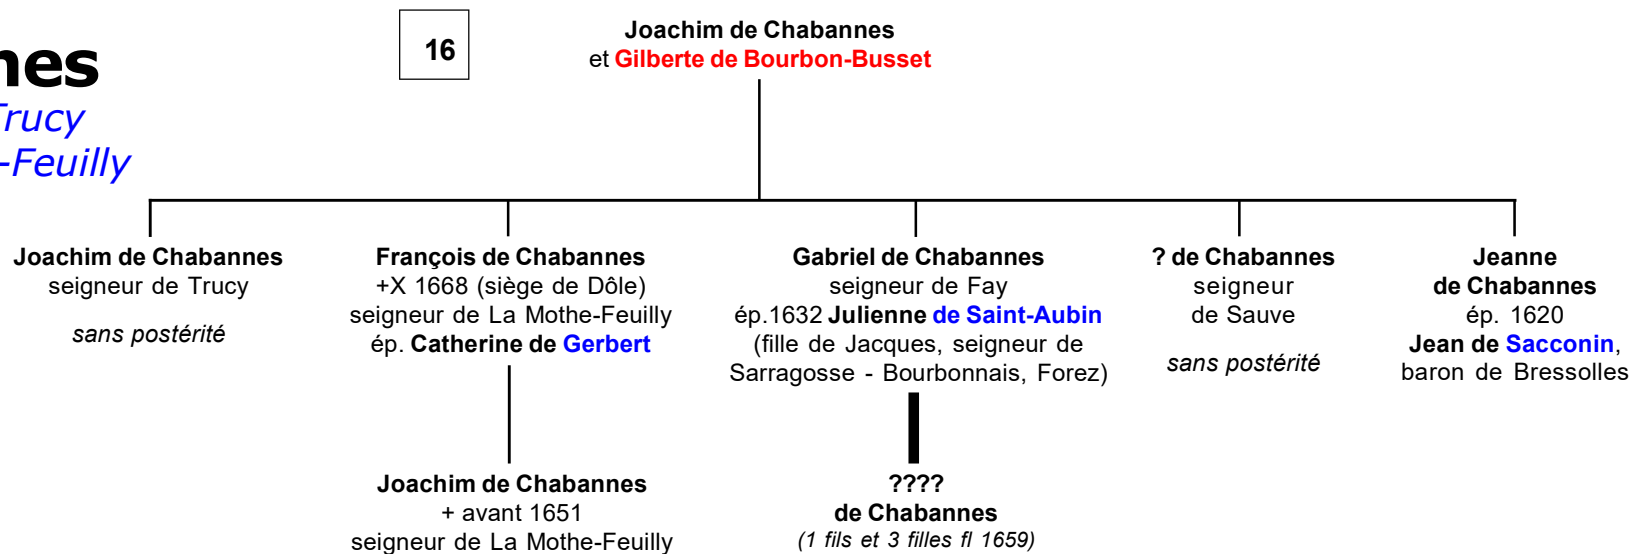 nes
Trucy
-Feuilly
16
Joachim de Chabannes
et Gilberte de Bourbon-Busset
Joachim de Chabannes
seigneur de Trucy
sans postérité
François de Chabannes
+X 1668 (siège de Dôle)
seigneur de La Mothe-Feuilly
ép. Catherine de Gerbert
Gabriel de Chabannes
seigneur de Fay
ép.1632 Julienne de Saint-Aubin
(fille de Jacques, seigneur de
Sarragosse - Bourbonnais, Forez)
? de Chabannes
seigneur
de Sauve
sans postérité
Jeanne
de Chabannes
ép. 1620
Jean de Sacconin,
baron de Bressolles
Joachim de Chabannes
+ avant 1651
seigneur de La Mothe-Feuilly
????
de Chabannes
(1 fils et 3 filles fl 1659)